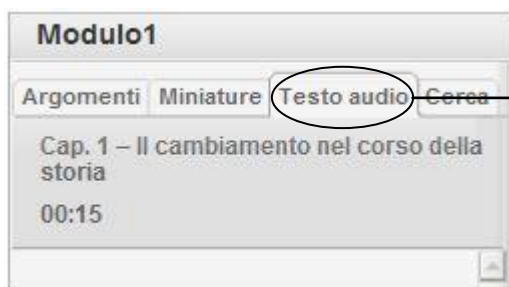 Modulo1
Argomenti Miniature Testo audio Cerca
Cap. 1 – Il cambiamento nel corso della
storia
00:15